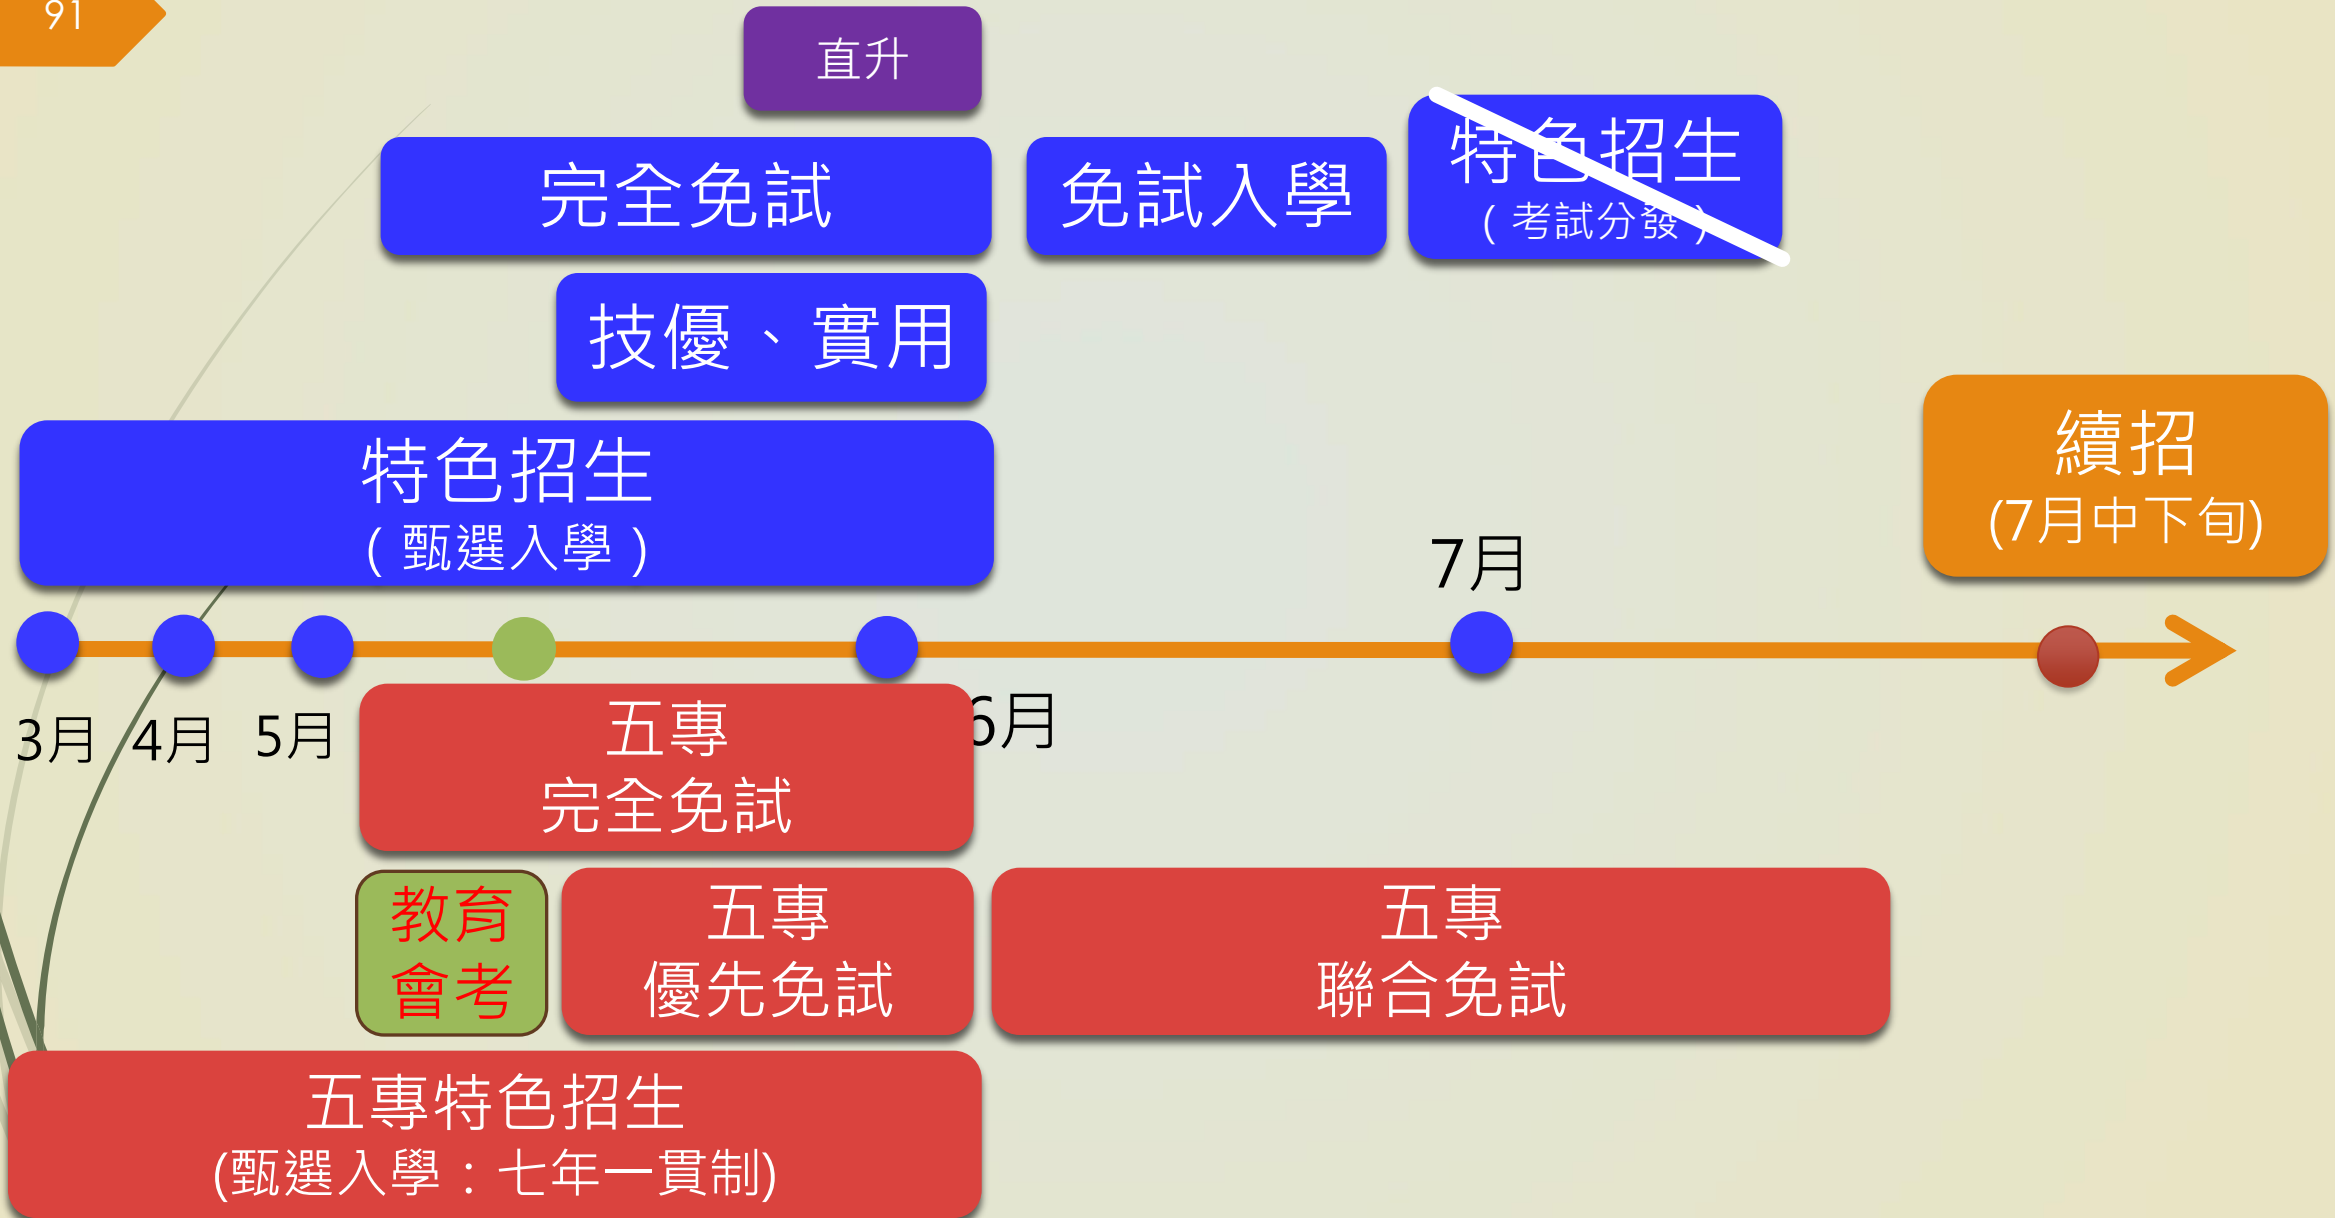 91
直升
完全免試
免試入學
特色招生
( 考試分發 )
技優、實用
特色招生
( 甄選入學 )
續招
(7月中下旬)
7月
3月
4月
5月
6月
五專
完全免試
教育
會考
五專
優先免試
五專
聯合免試
五專特色招生
(甄選入學：七年一貫制)